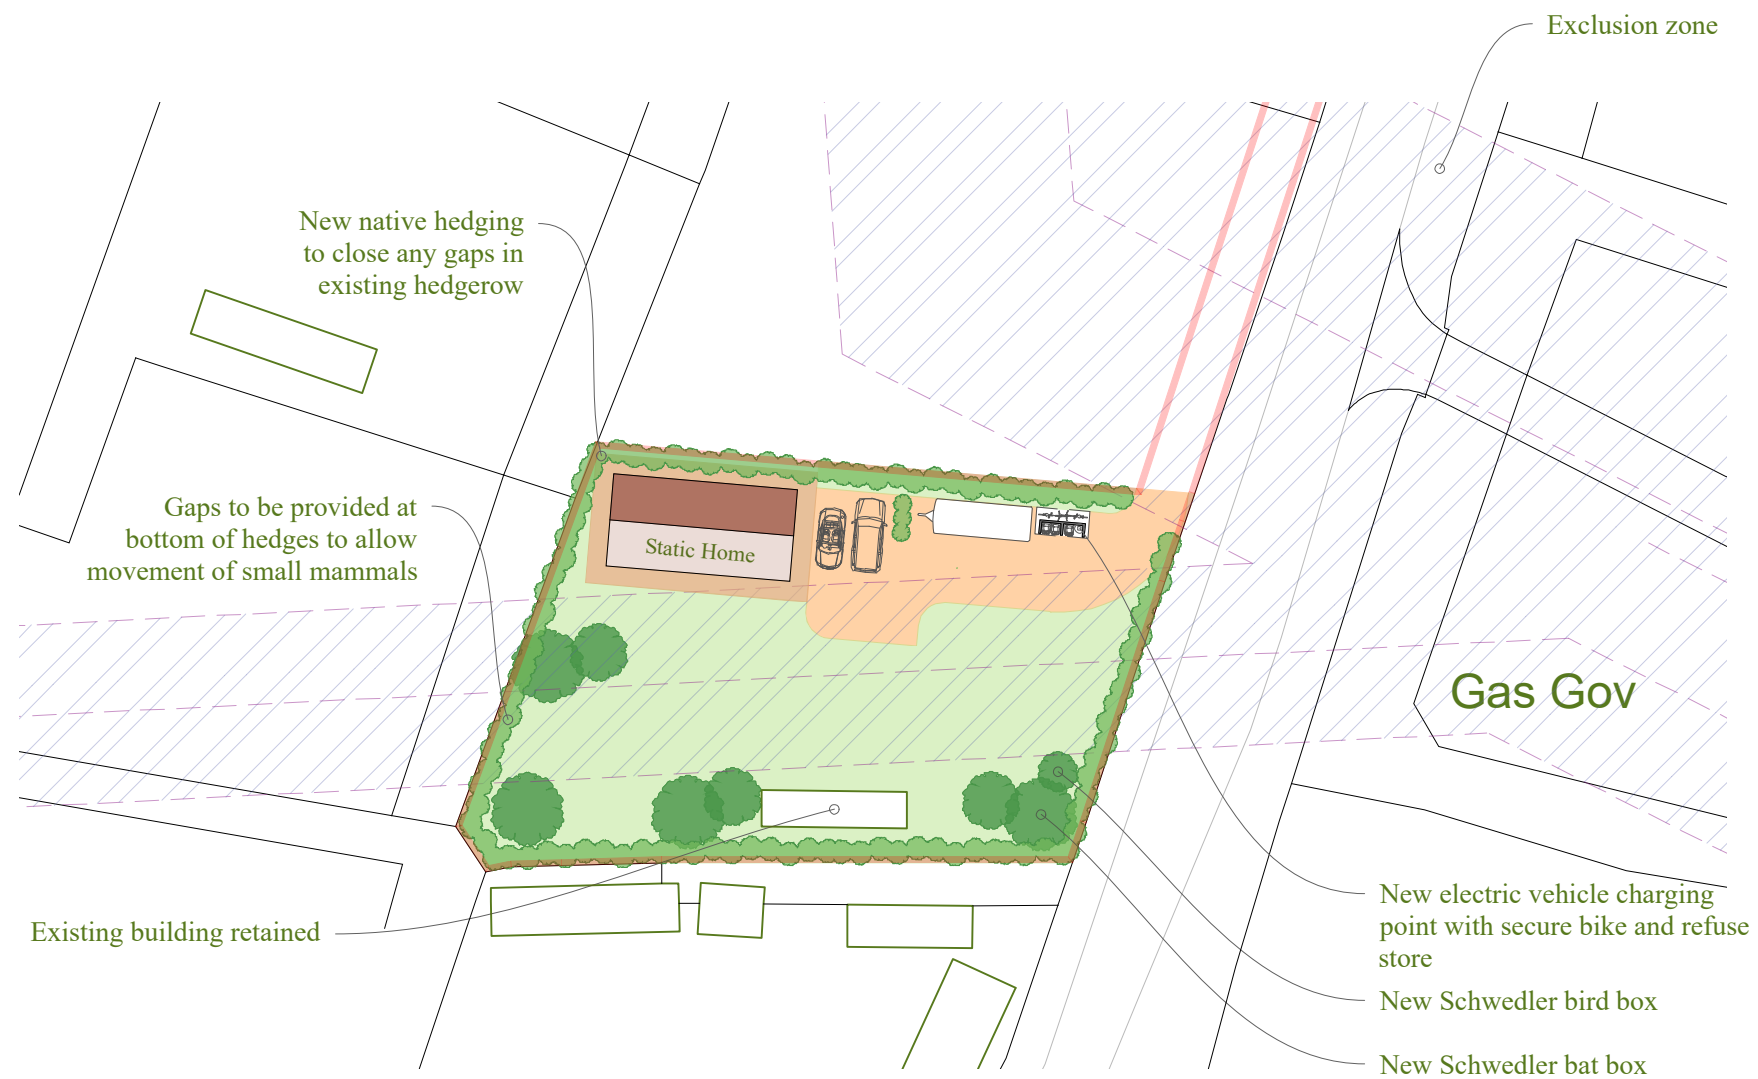 Exclusion zone
New native hedging
to close any gaps in
existing hedgerow
Gaps to be provided at
bottom of hedges to allow
movement of small mammals
Static Home
Gas Gov
Existing building retained
New electric vehicle charging
point with secure bike and refuse
store
New Schwedler bird box
New Schwedler bat box